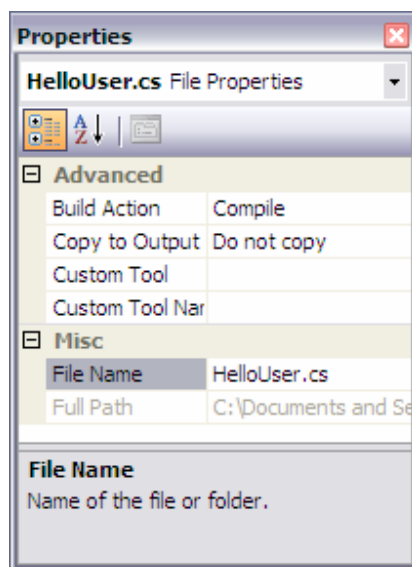 Properties
HelloUser.cs File Properties
A Z
Advanced
Build Action Compile
Copy to Output Do not copy
Custom Tool
Custom Tool Nar
Misc
File Name HelloUser.cs
Full Path C:\Documents and Se
File Name
Name of the file or folder.